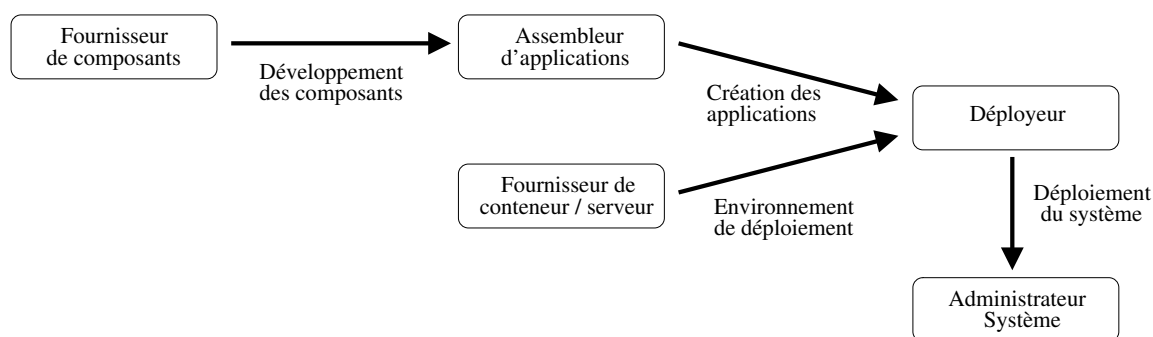 Fournisseur
de composants
Développement
des composants
Assembleur
d'applications
Création des
applications
Fournisseur de
conteneur / serveur
Environnement
de déploiement
Déployeur
Déploiement
du système
Administrateur
Système